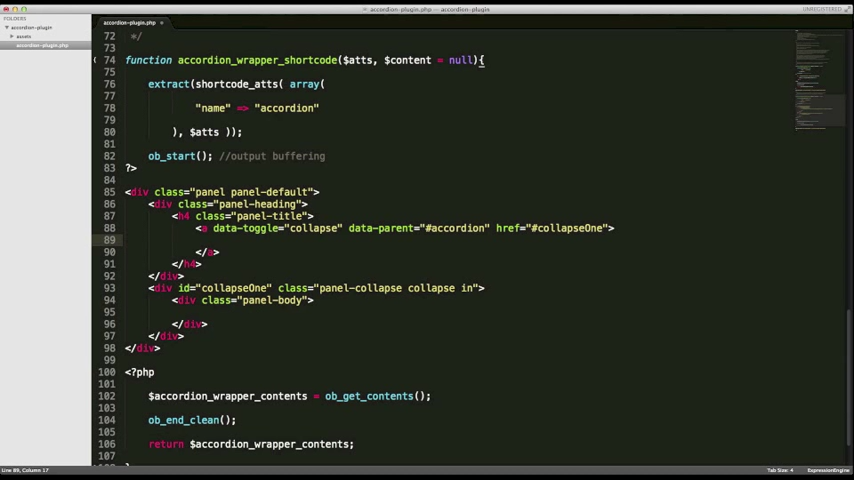 accordion-plugin.php — accordion-plugin
UNREGISTERED
FOLDERS
accordion-plugin
assets
accordion-plugin.php
accordion-plugin.php
72 */
73
74 function accordion_wrapper_shortcode($atts, $content = null){
75
76 extract(shortcode_atts( array(
77
78 "name" => "accordion"
79
80 ), $atts ));
81
82 ob_start(); //output buffering
83 ?>
84
85 <div class="panel panel-default">
86 <div class="panel-heading">
87 <h4 class="panel-title">
88 <a data-toggle="collapse" data-parent="#accordion" href="#collapseOne">
89
90 </a>
91 </h4>
92 </div>
93 <div id="collapseOne" class="panel-collapse collapse in">
94 <div class="panel-body">
95
96 </div>
97 </div>
98 </div>
99
100 <?php
101
102 $accordion_wrapper_contents = ob_get_contents();
103
104 ob_end_clean();
105
106 return $accordion_wrapper_contents;
107
Line 89, Column 17
Tab Size: 4
ExpressionEngine